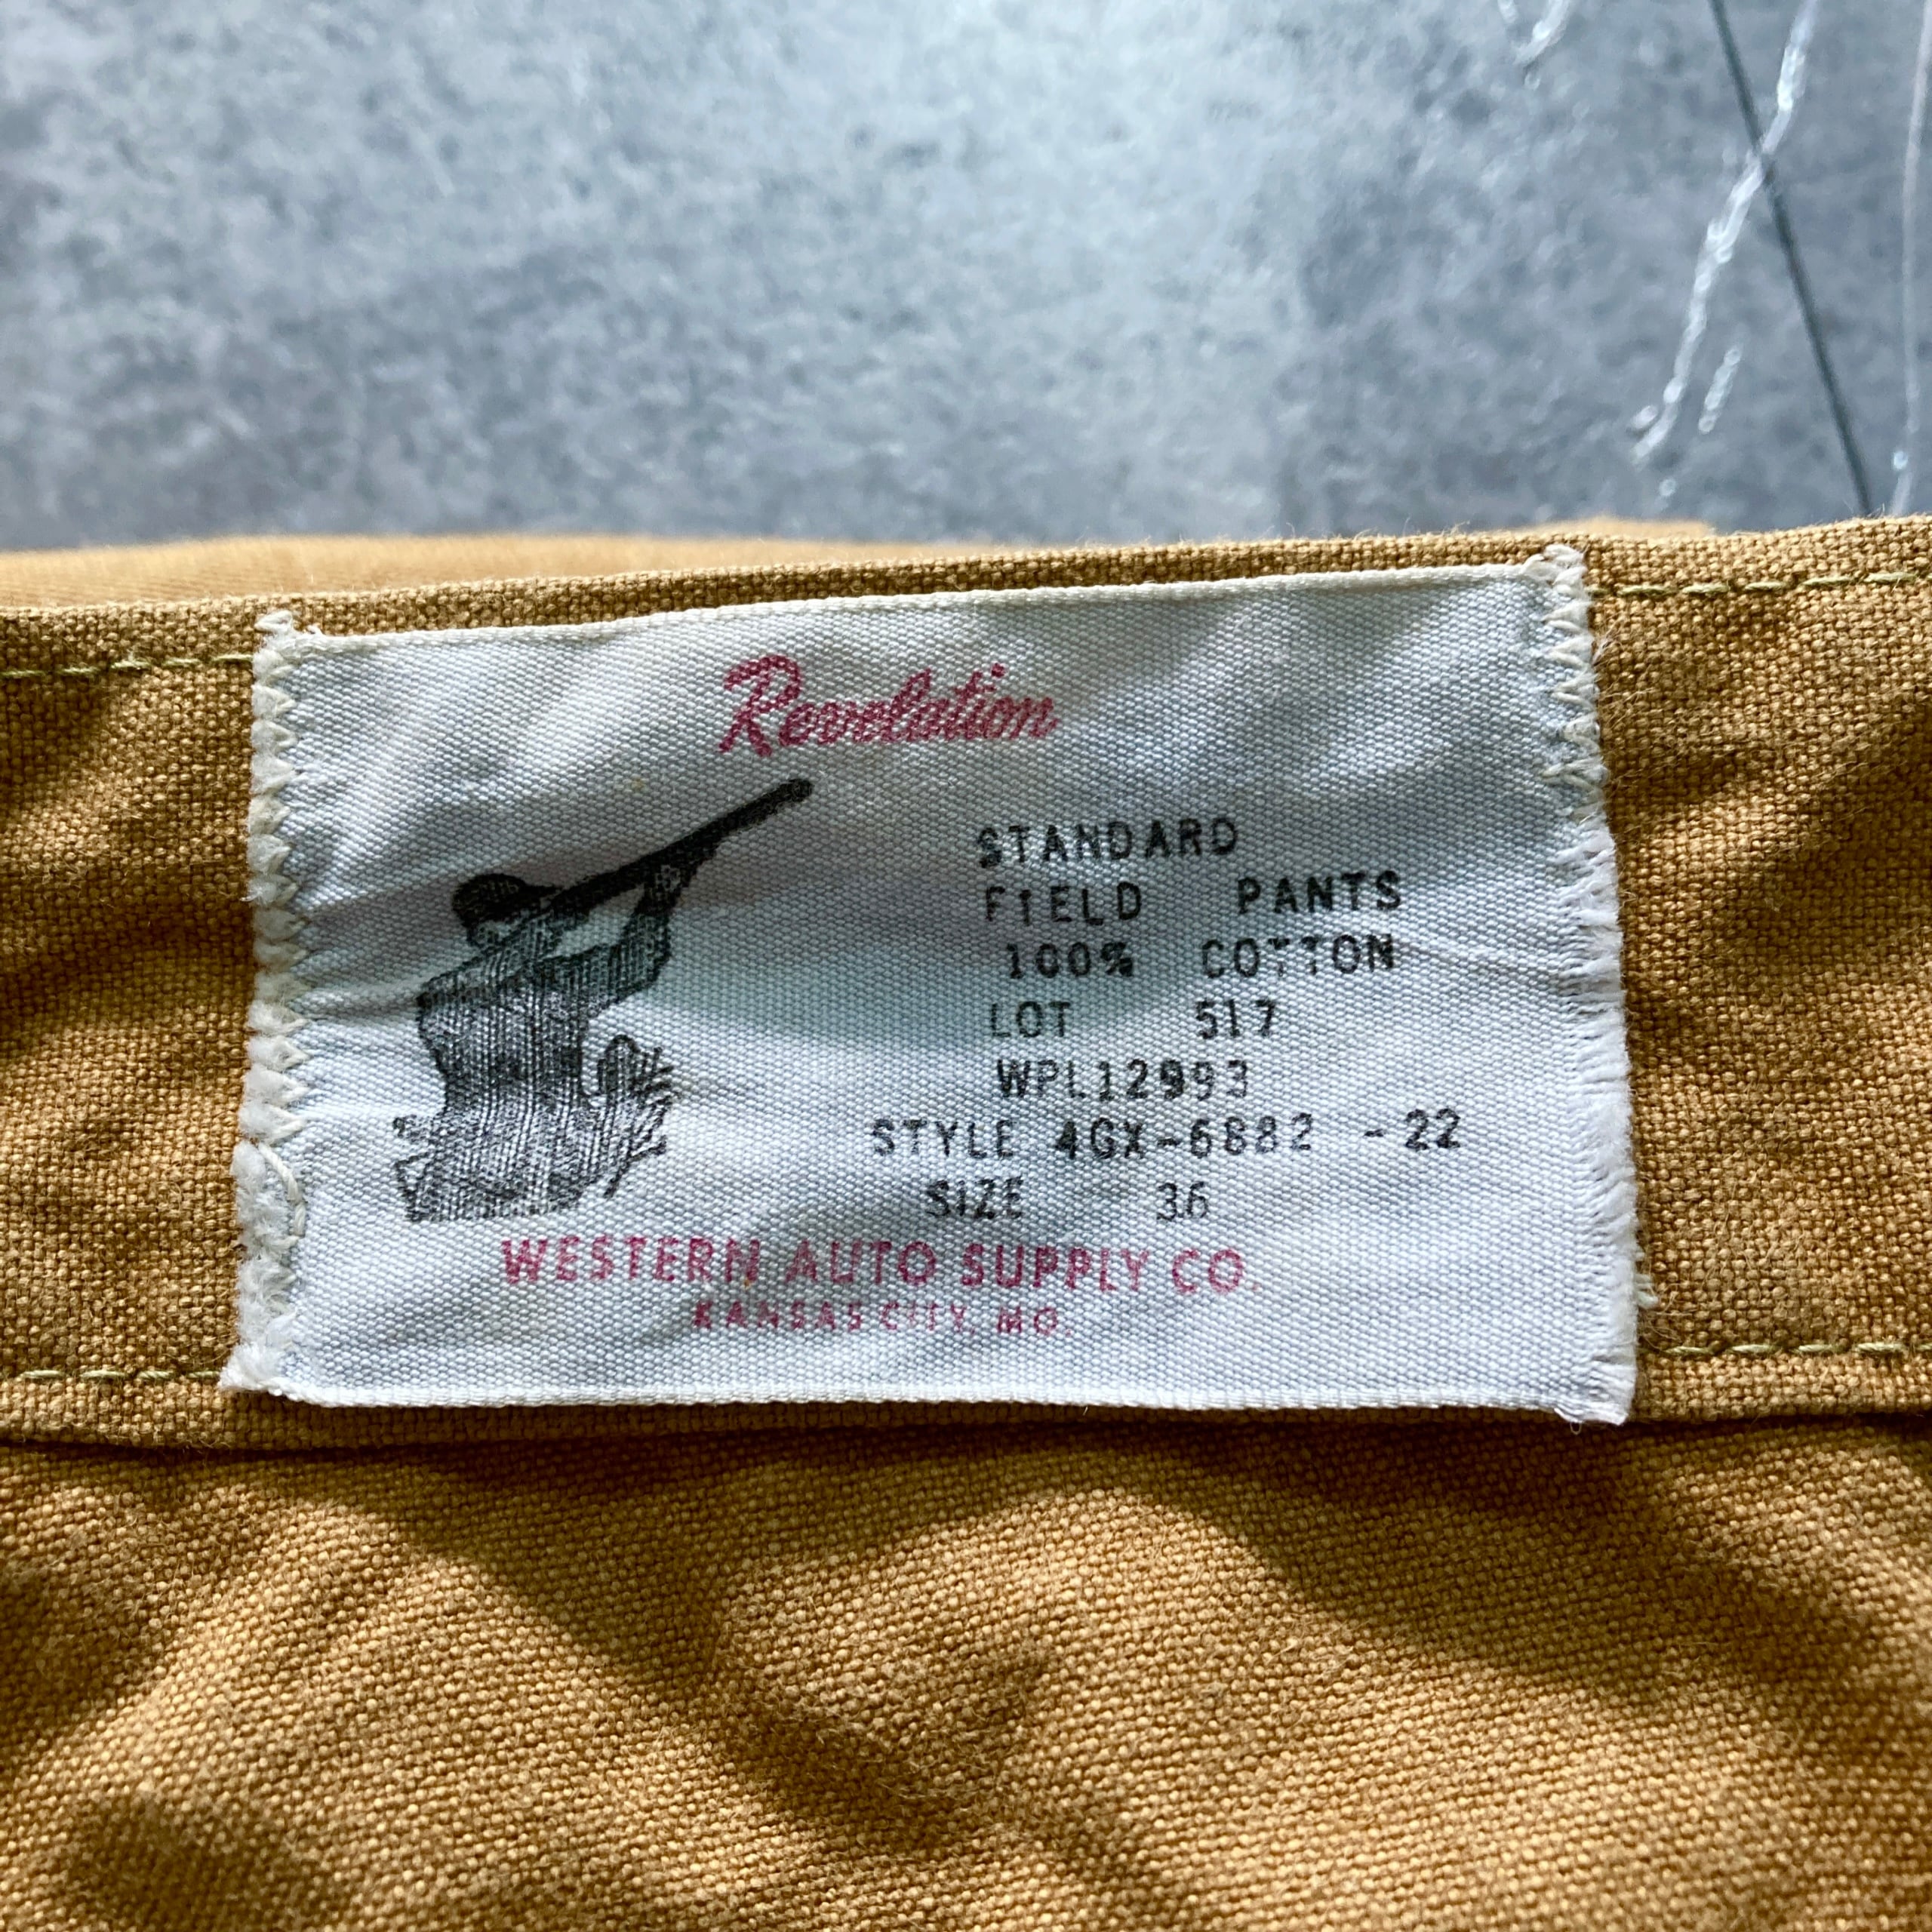 Revelation
STANDARD
FIELD PANTS
100% COTTON
LOT 517
WPL12993
STYLE 4GX-6882 -22
SIZE 36
WESTERN AUTO SUPPLY CO.
KANSAS CITY, MO.